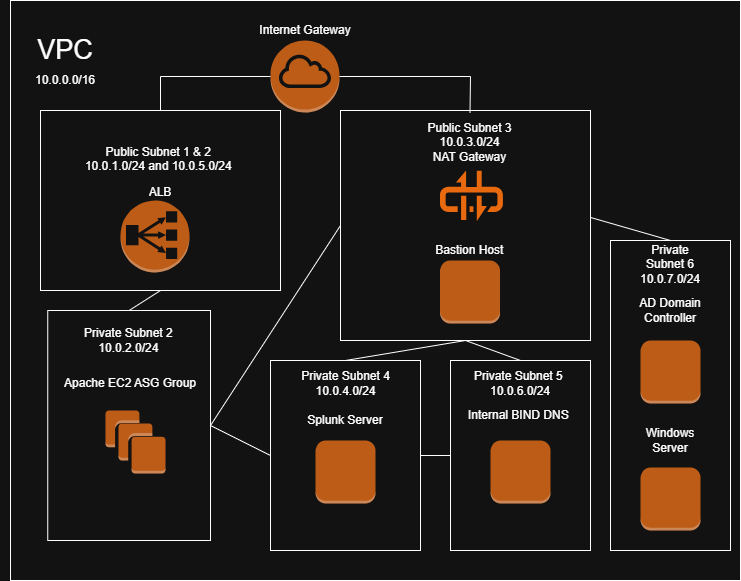 Internet Gateway
VPC
10.0.0.0/16
Public Subnet 1 & 2
10.0.1.0/24 and 10.0.5.0/24
ALB
Public Subnet 3
10.0.3.0/24
NAT Gateway
Bastion Host
Private
Subnet 6
10.0.7.0/24
AD Domain
Controller
Windows
Server
Private Subnet 2
10.0.2.0/24
Apache EC2 ASG Group
Private Subnet 4
10.0.4.0/24
Splunk Server
Private Subnet 5
10.0.6.0/24
Internal BIND DNS